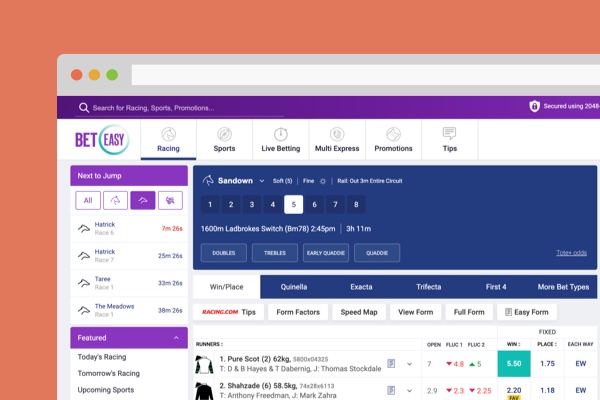 Search for Racing, Sports, Promotions...
Secured using 2048
BET EASY
Racing
Sports
Live Betting
Multi Express
Promotions
Tips
Next to Jump
All
Hatrick
Race 6
7m 26s
Hatrick
Race 7
25m 26s
Taree
Race 1
33m 26s
The Meadows
Race 1
38m 26s
Featured
Today's Racing
Tomorrow's Racing
Upcoming Sports
Sandown Soft (5) | Fine | Rail: Out 3m Entire Circuit
1 2 3 4 5 6 7 8
1600m Ladbrokes Switch (Bm78) 2:45pm | 3h 11m
DOUBLES TREBLES EARLY QUADDIE QUADDIE
Tote+ odds
Win/Place Quinella Exacta Trifecta First 4 More Bet Types
RACING.COM Tips Form Factors Speed Map View Form Full Form Easy Form
FIXED
RUNNERS : OPEN FLUC 1 FLUC 2 WIN : PLACE : EACH WAY
1. Pure Scot (2) 62kg, 5800x04325
T: D & B Hayes & T Dabernig, J: Thomas Stockdale
7 4.8 5 5.50 1.75 EW
2. Shahzade (6) 58.5kg, 74x28x6113
T: Anthony Freedman, J: Mark Zahra
2.9 2.3 2.25 2.20 1.18 EW
FAV